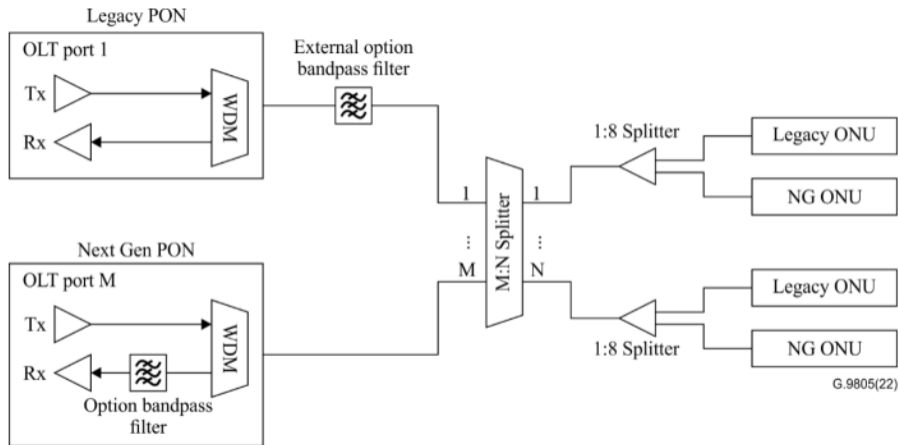 Legacy PON
OLT port 1
Tx
Rx
WDM
External option
bandpass filter
1:8 Splitter
Legacy ONU
NG ONU
1
...
M
M:N Splitter
1
...
N
Next Gen PON
OLT port M
Tx
Rx
WDM
Option bandpass
filter
1:8 Splitter
Legacy ONU
NG ONU
G.9805(22)